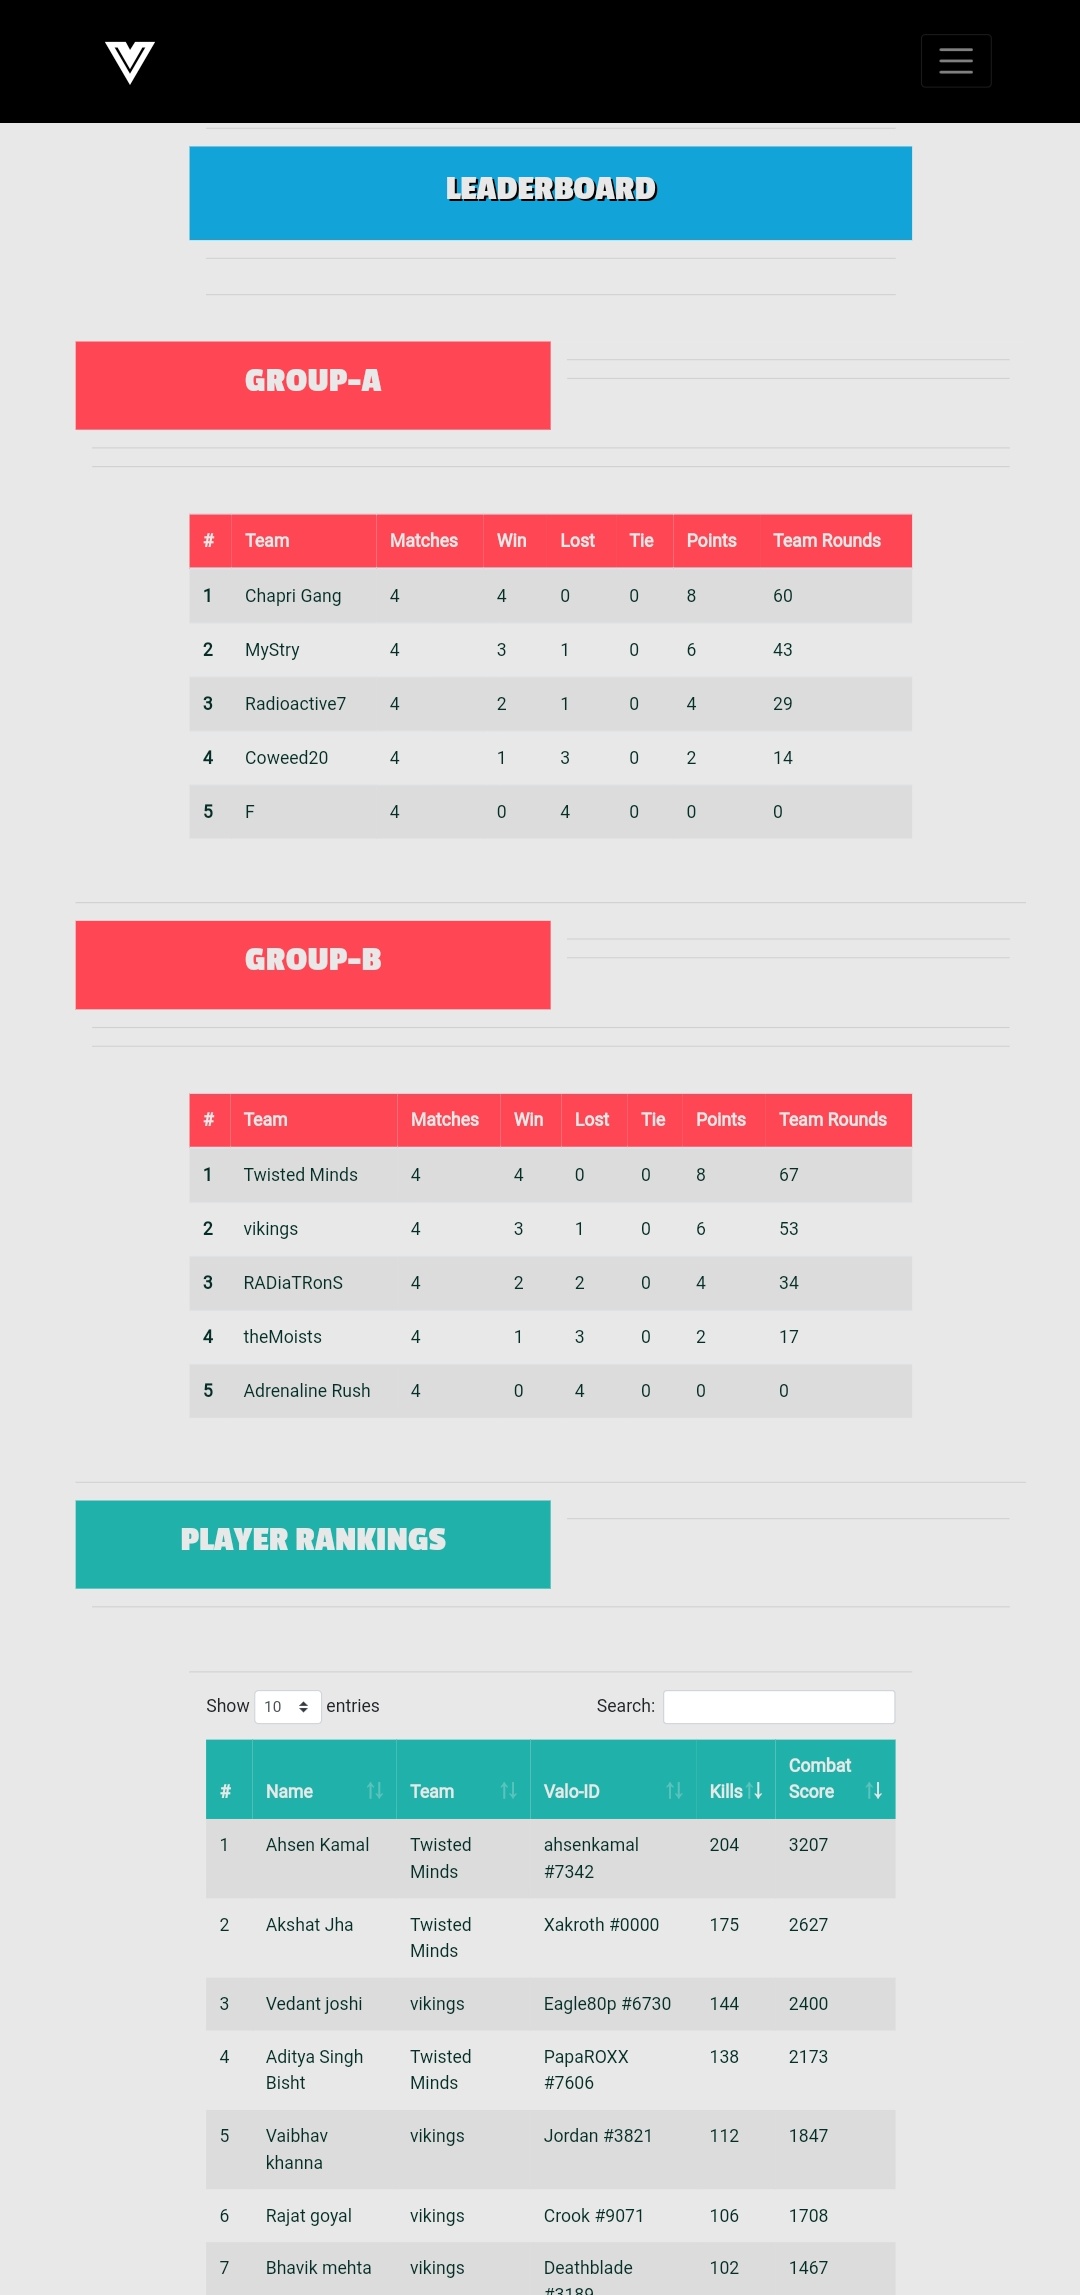 LEADERBOARD
GROUP-A
# Team Matches Win Lost Tie Points Team Rounds
1 Chapri Gang 4 4 0 0 8 60
2 MyStry 4 3 1 0 6 43
3 Radioactive7 4 2 1 0 4 29
4 Coweed20 4 1 3 0 2 14
5 F 4 0 4 0 0 0
GROUP-B
# Team Matches Win Lost Tie Points Team Rounds
1 Twisted Minds 4 4 0 0 8 67
2 vikings 4 3 1 0 6 53
3 RADiaTRonS 4 2 2 0 4 34
4 theMoists 4 1 3 0 2 17
5 Adrenaline Rush 4 0 4 0 0 0
PLAYER RANKINGS
Show 10 entries Search:
Combat
# Name Team Valo-ID Kills Score
1 Ahsen Kamal Twisted ahsenkamal 204 3207
Minds #7342
2 Akshat Jha Twisted Xakroth #0000 175 2627
Minds
3 Vedant joshi vikings Eagle80p #6730 144 2400
4 Aditya Singh Twisted PapaROXX 138 2173
Bisht Minds #7606
5 Vaibhav vikings Jordan #3821 112 1847
khanna
6 Rajat goyal vikings Crook #9071 106 1708
7 Bhavik mehta vikings Deathblade 102 1467
#3189